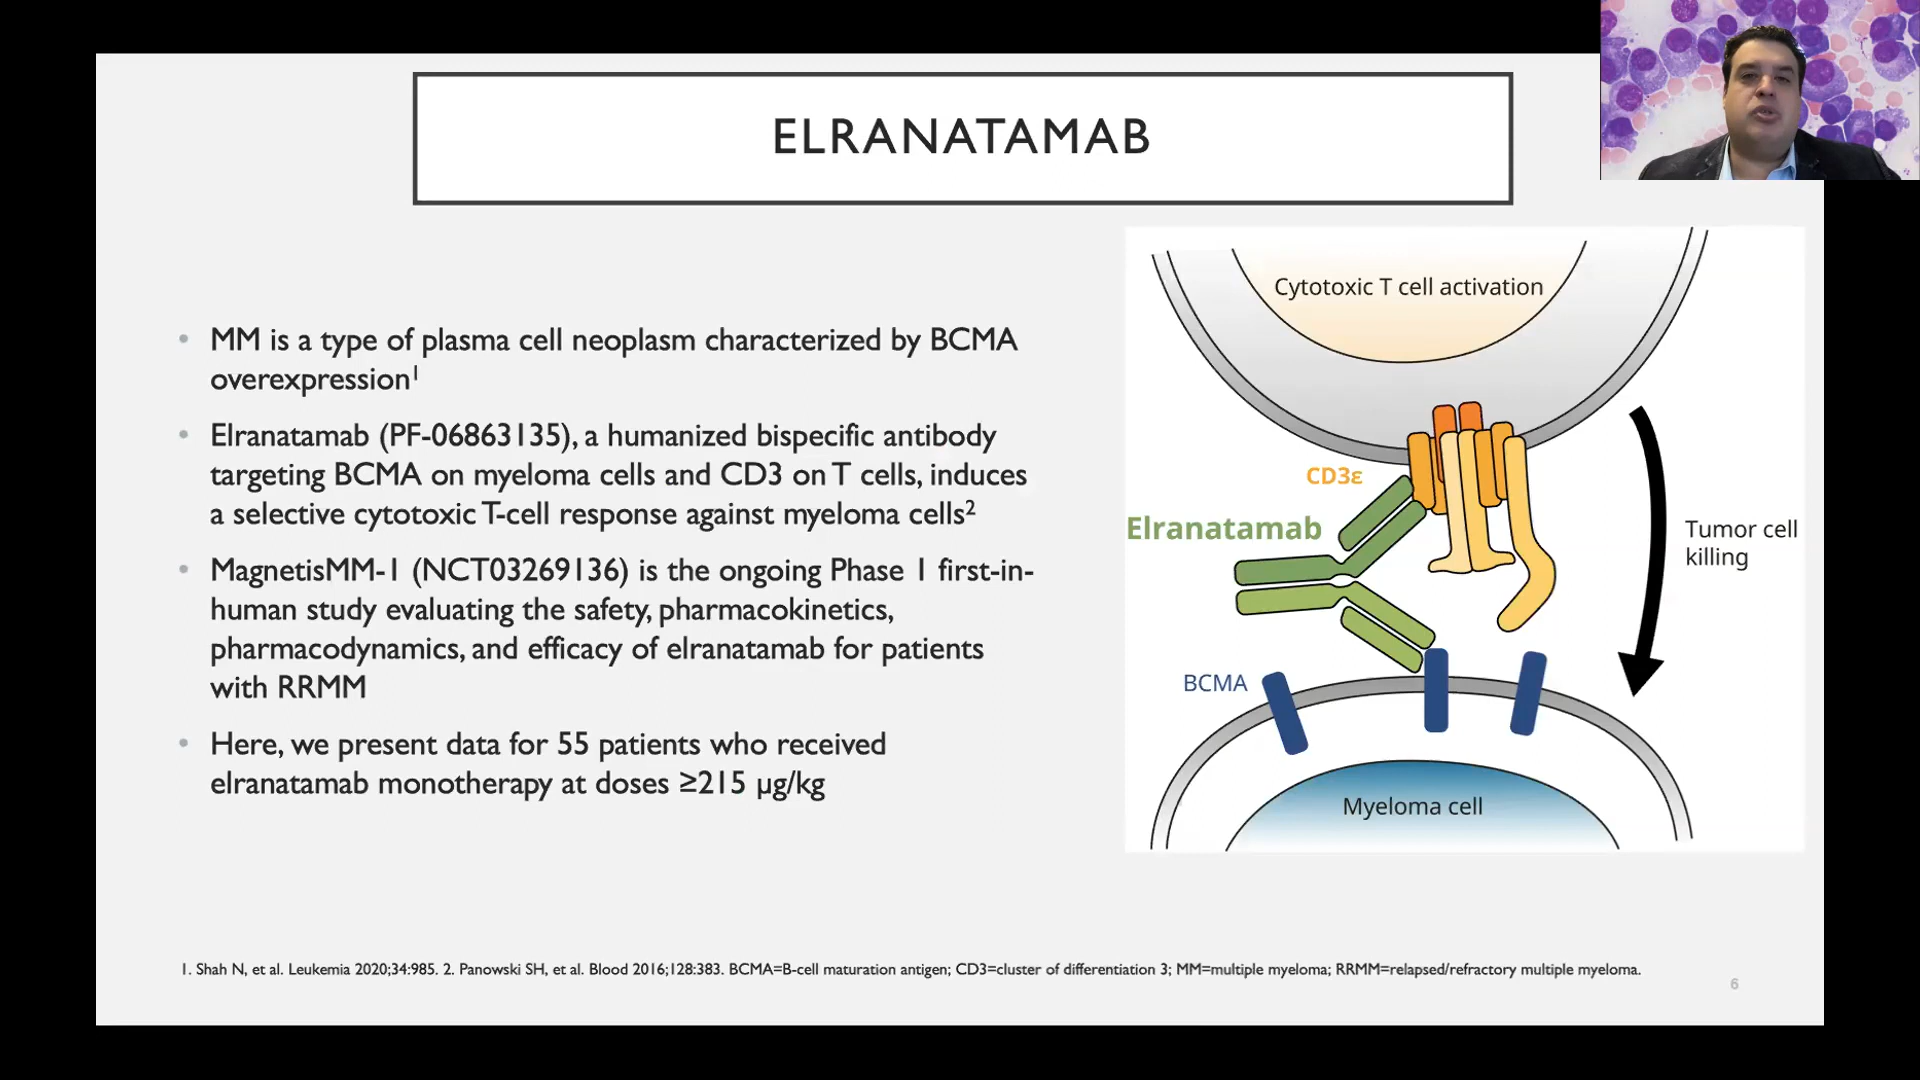 ELRANATAMAB
• MM is a type of plasma cell neoplasm characterized by BCMA
overexpression¹
• Elranatamab (PF-06863135), a humanized bispecific antibody
targeting BCMA on myeloma cells and CD3 on T cells, induces
a selective cytotoxic T-cell response against myeloma cells²
• MagnetisMM-1 (NCT03269136) is the ongoing Phase 1 first-in-
human study evaluating the safety, pharmacokinetics,
pharmacodynamics, and efficacy of elranatamab for patients
with RRMM
• Here, we present data for 55 patients who received
elranatamab monotherapy at doses ≥215 µg/kg
Cytotoxic T cell activation
CD3ε
Elranatamab
Tumor cell
killing
BCMA
Myeloma cell
1. Shah N, et al. Leukemia 2020;34:985. 2. Panowski SH, et al. Blood 2016;128:383. BCMA=B-cell maturation antigen; CD3=cluster of differentiation 3; MM=multiple myeloma; RRMM=relapsed/refractory multiple myeloma.
6